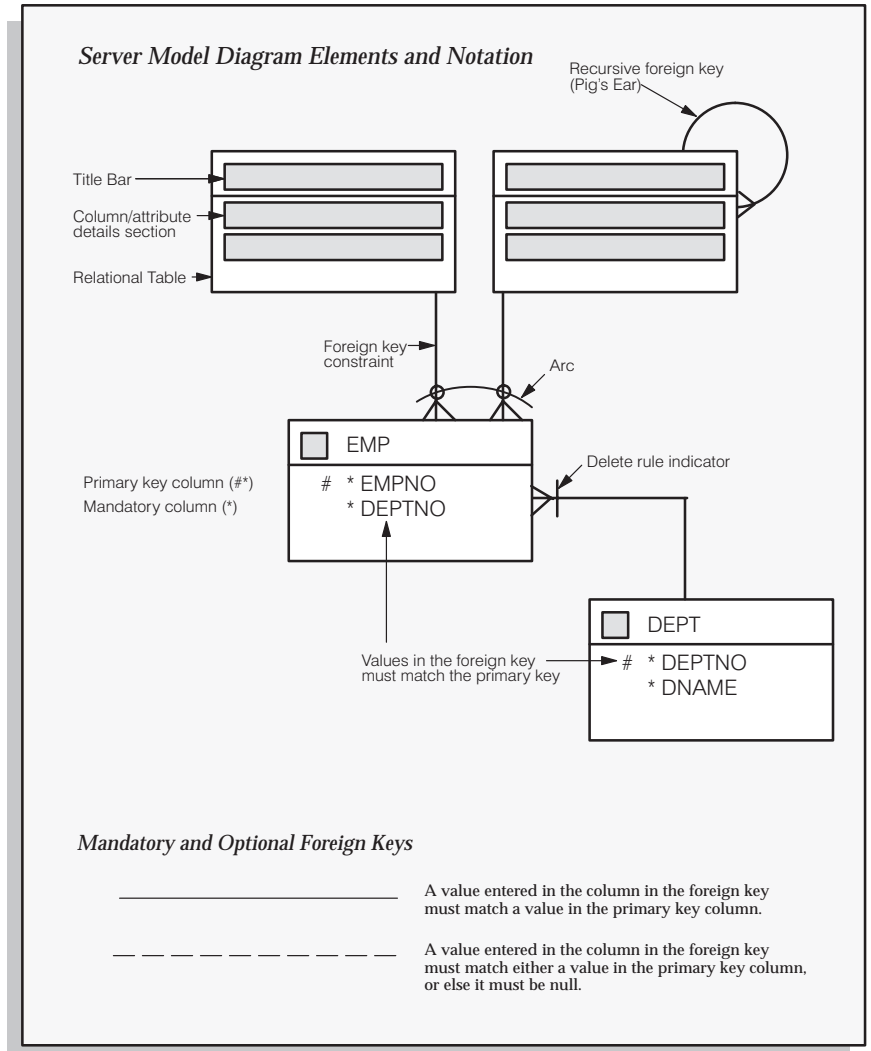 Server Model Diagram Elements and Notation
Recursive foreign key
(Pig's Ear)
Title Bar
Column/attribute
details section
Relational Table
Foreign key
constraint
Arc
EMP
Delete rule indicator
Primary key column (#*)
# * EMPNO
Mandatory column (*)
* DEPTNO
DEPT
Values in the foreign key
must match the primary key
# * DEPTNO
* DNAME
Mandatory and Optional Foreign Keys
A value entered in the column in the foreign key
must match a value in the primary key column.
A value entered in the column in the foreign key
must match either a value in the primary key column,
or else it must be null.